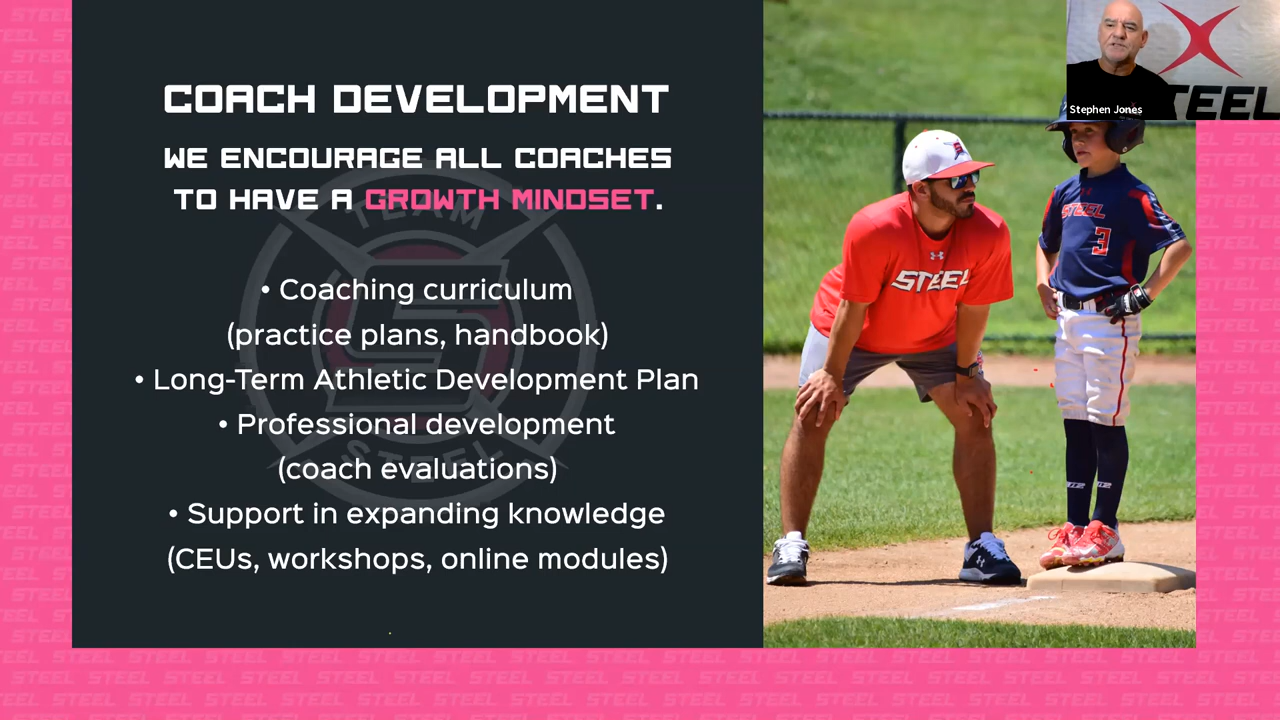 COACH DEVELOPMENT
WE ENCOURAGE ALL COACHES
TO HAVE A GROWTH MINDSET.
• Coaching curriculum
(practice plans, handbook)
• Long-Term Athletic Development Plan
• Professional development
(coach evaluations)
• Support in expanding knowledge
(CEUs, workshops, online modules)
TEAM
S
STEEL
STEEL
STEEL
3
Stephen Jones
TEEL